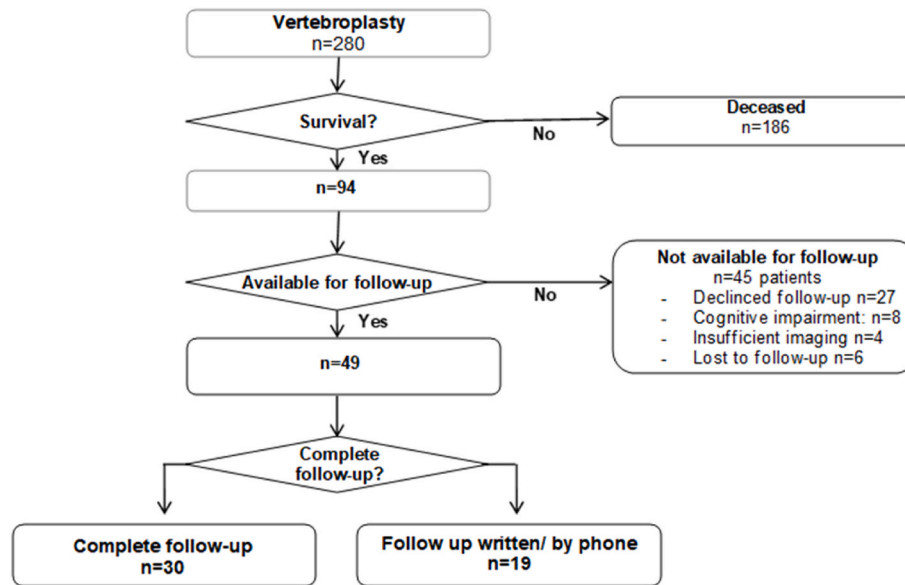 Vertebroplasty
n=280
Survival?
No
Deceased
n=186
Yes
n=94
Available for follow-up
No
Not available for follow-up
n=45 patients
- Declinced follow-up n=27
- Cognitive impairment: n=8
- Insufficient imaging n=4
- Lost to follow-up n=6
Yes
n=49
Complete
follow-up?
Complete follow-up
n=30
Follow up written/ by phone
n=19